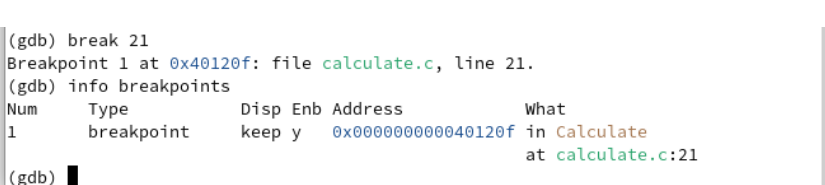 (gdb) break 21
Breakpoint 1 at 0x40120f: file calculate.c, line 21.
(gdb) info breakpoints
Num     Type           Disp Enb Address            What
1       breakpoint     keep y   0x000000000040120f in Calculate
                                                   at calculate.c:21
(gdb)